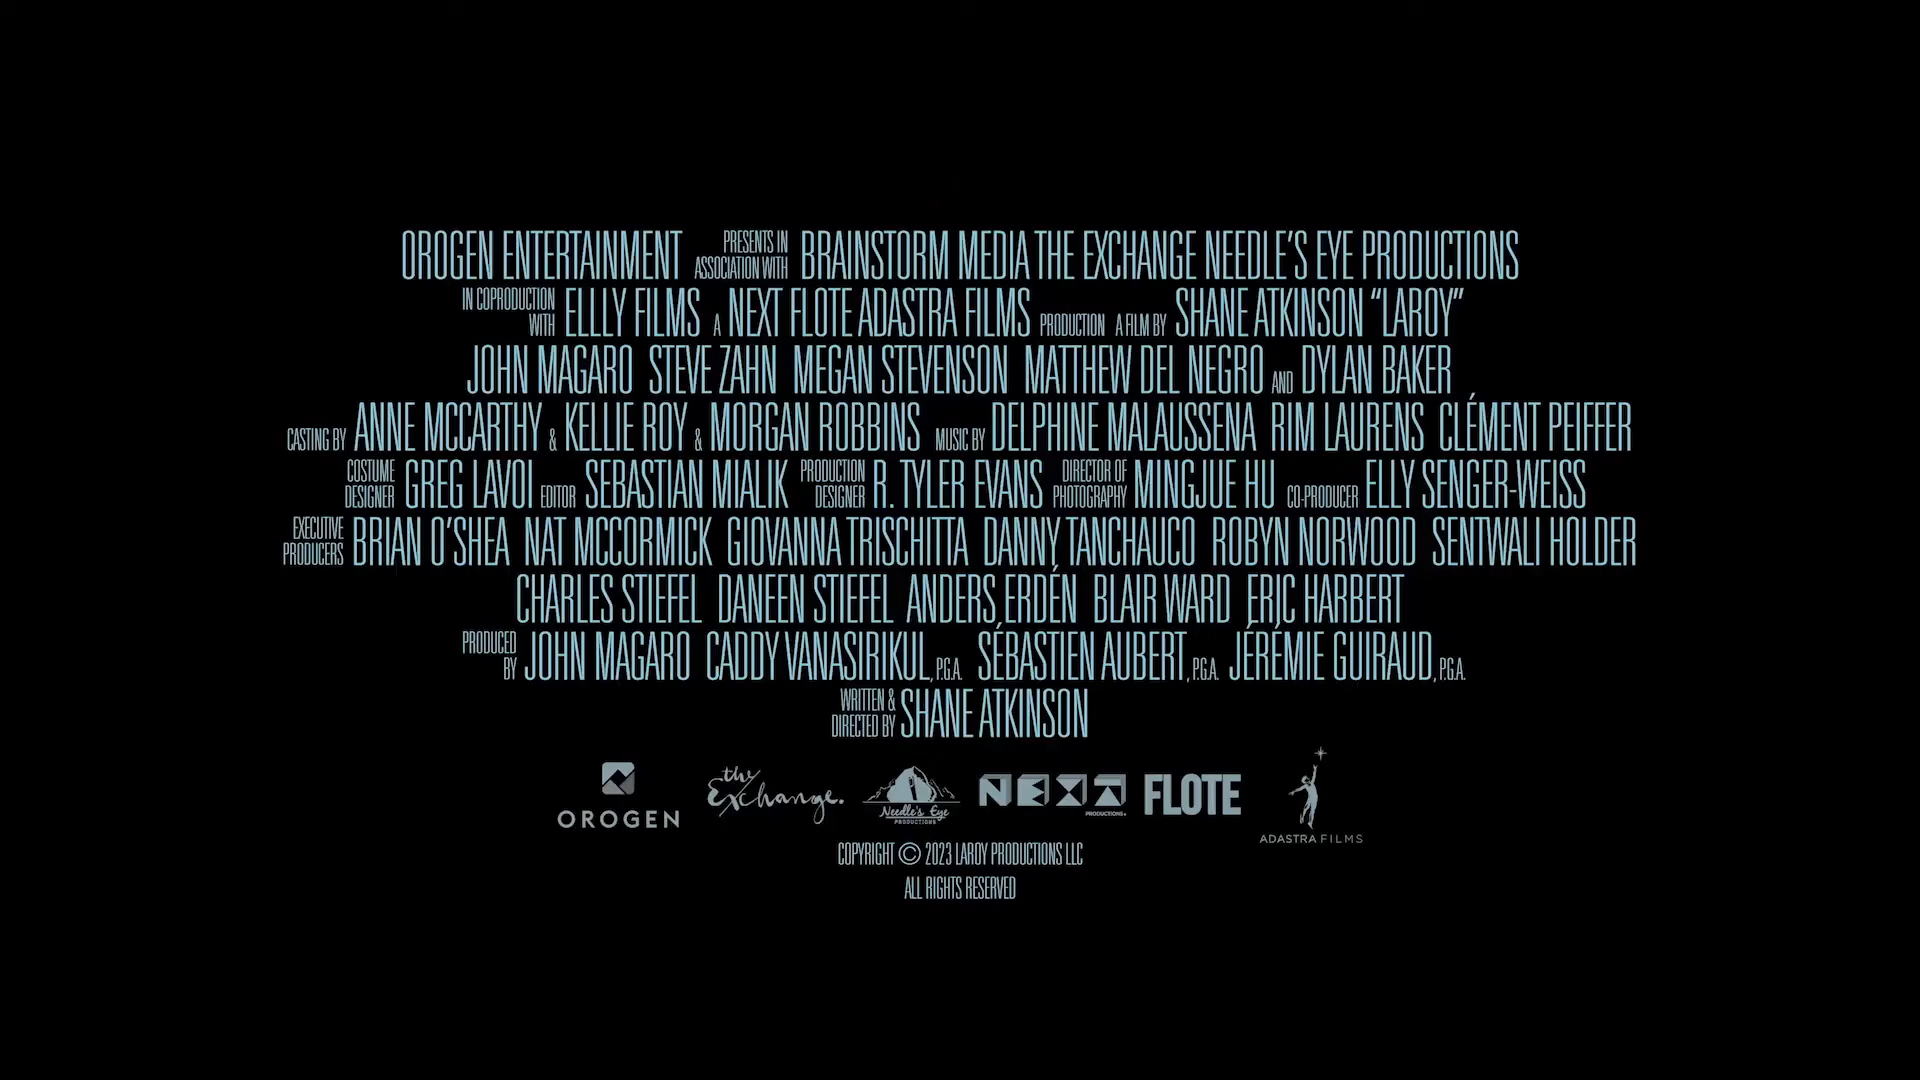 OROGEN ENTERTAINMENT PRESENTS IN ASSOCIATION WITH BRAINSTORM MEDIA THE EXCHANGE NEEDLE'S EYE PRODUCTIONS
IN COPRODUCTION WITH ELLLY FILMS A NEXT FLOTE ADASTRA FILMS PRODUCTION A FILM BY SHANE ATKINSON “LAROY”
JOHN MAGARO STEVE ZAHN MEGAN STEVENSON MATTHEW DEL NEGRO AND DYLAN BAKER
CASTING BY ANNE MCCARTHY & KELLIE ROY & MORGAN ROBBINS MUSIC BY DELPHINE MALAUSSENA RIM LAURENS CLÉMENT PEIFFER
COSTUME DESIGNER GREG LAVOI EDITOR SEBASTIAN MIALIK PRODUCTION DESIGNER R. TYLER EVANS DIRECTOR OF PHOTOGRAPHY MINGJUE HU CO-PRODUCER ELLY SENGER-WEISS
EXECUTIVE PRODUCERS BRIAN O'SHEA NAT MCCORMICK GIOVANNA TRISCHITTA DANNY TANCHAUCO ROBYN NORWOOD SENTWALI HOLDER
CHARLES STIEFEL DANEEN STIEFEL ANDERS ERDÉN BLAIR WARD ERIC HARBERT
PRODUCED BY JOHN MAGARO CADDY VANASIRIKUL, P.G.A. SÉBASTIEN AUBERT, P.G.A. JÉRÉMIE GUIRAUD, P.G.A.
WRITTEN & DIRECTED BY SHANE ATKINSON
OROGEN the Exchange. Needle's Eye PRODUCTIONS NEXT PRODUCTIONS. FLOTE ADASTRA FILMS
COPYRIGHT © 2023 LAROY PRODUCTIONS LLC
ALL RIGHTS RESERVED